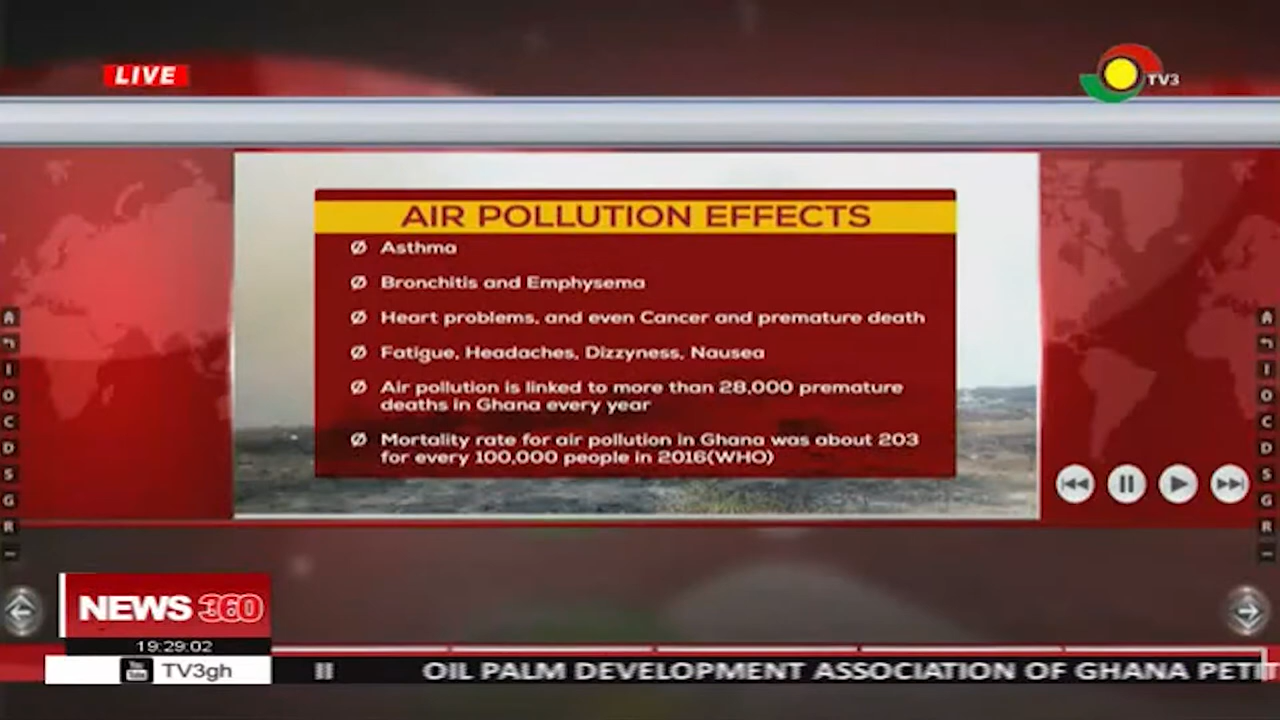 LIVE
TV3
AIR POLLUTION EFFECTS
Ø Asthma
Ø Bronchitis and Emphysema
Ø Heart problems, and even Cancer and premature death
Ø Fatigue, Headaches, Dizzyness, Nausea
Ø Air pollution is linked to more than 28,000 premature
deaths in Ghana every year
Ø Mortality rate for air pollution in Ghana was about 203
for every 100,000 people in 2016(WHO)
A
I
O
C
D
S
G
R
A
I
O
C
D
S
G
R
NEWS 360
19:29:02
You Tube TV3gh
OIL PALM DEVELOPMENT ASSOCIATION OF GHANA PETIT